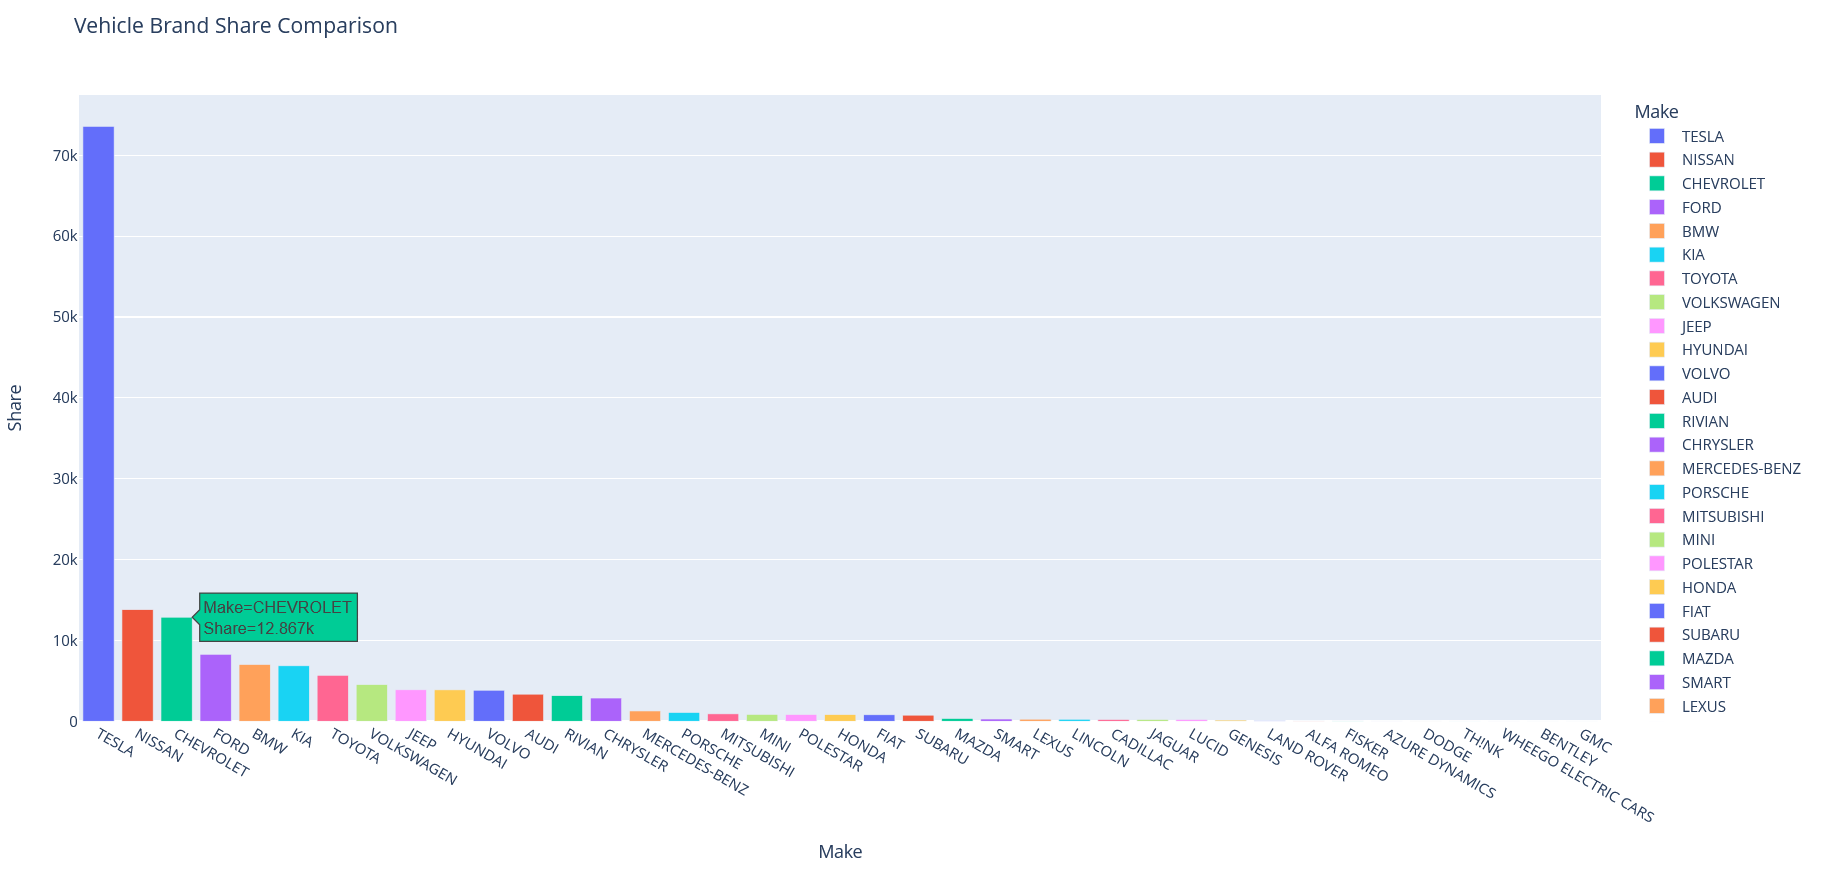 Vehicle Brand Share Comparison
Share
70k
60k
50k
40k
30k
20k
10k
0
Make=CHEVROLET
Share=12.867k
TESLA
NISSAN
CHEVROLET
FORD
BMW
KIA
TOYOTA
VOLKSWAGEN
JEEP
HYUNDAI
VOLVO
AUDI
RIVIAN
CHRYSLER
MERCEDES-BENZ
PORSCHE
MITSUBISHI
MINI
POLESTAR
HONDA
FIAT
SUBARU
MAZDA
SMART
LEXUS
LINCOLN
CADILLAC
JAGUAR
LUCID
GENESIS
LAND ROVER
ALFA ROMEO
FISKER
AZURE DYNAMICS
DODGE
TH!NK
WHEEGO ELECTRIC CARS
BENTLEY
GMC
Make
Make
TESLA
NISSAN
CHEVROLET
FORD
BMW
KIA
TOYOTA
VOLKSWAGEN
JEEP
HYUNDAI
VOLVO
AUDI
RIVIAN
CHRYSLER
MERCEDES-BENZ
PORSCHE
MITSUBISHI
MINI
POLESTAR
HONDA
FIAT
SUBARU
MAZDA
SMART
LEXUS